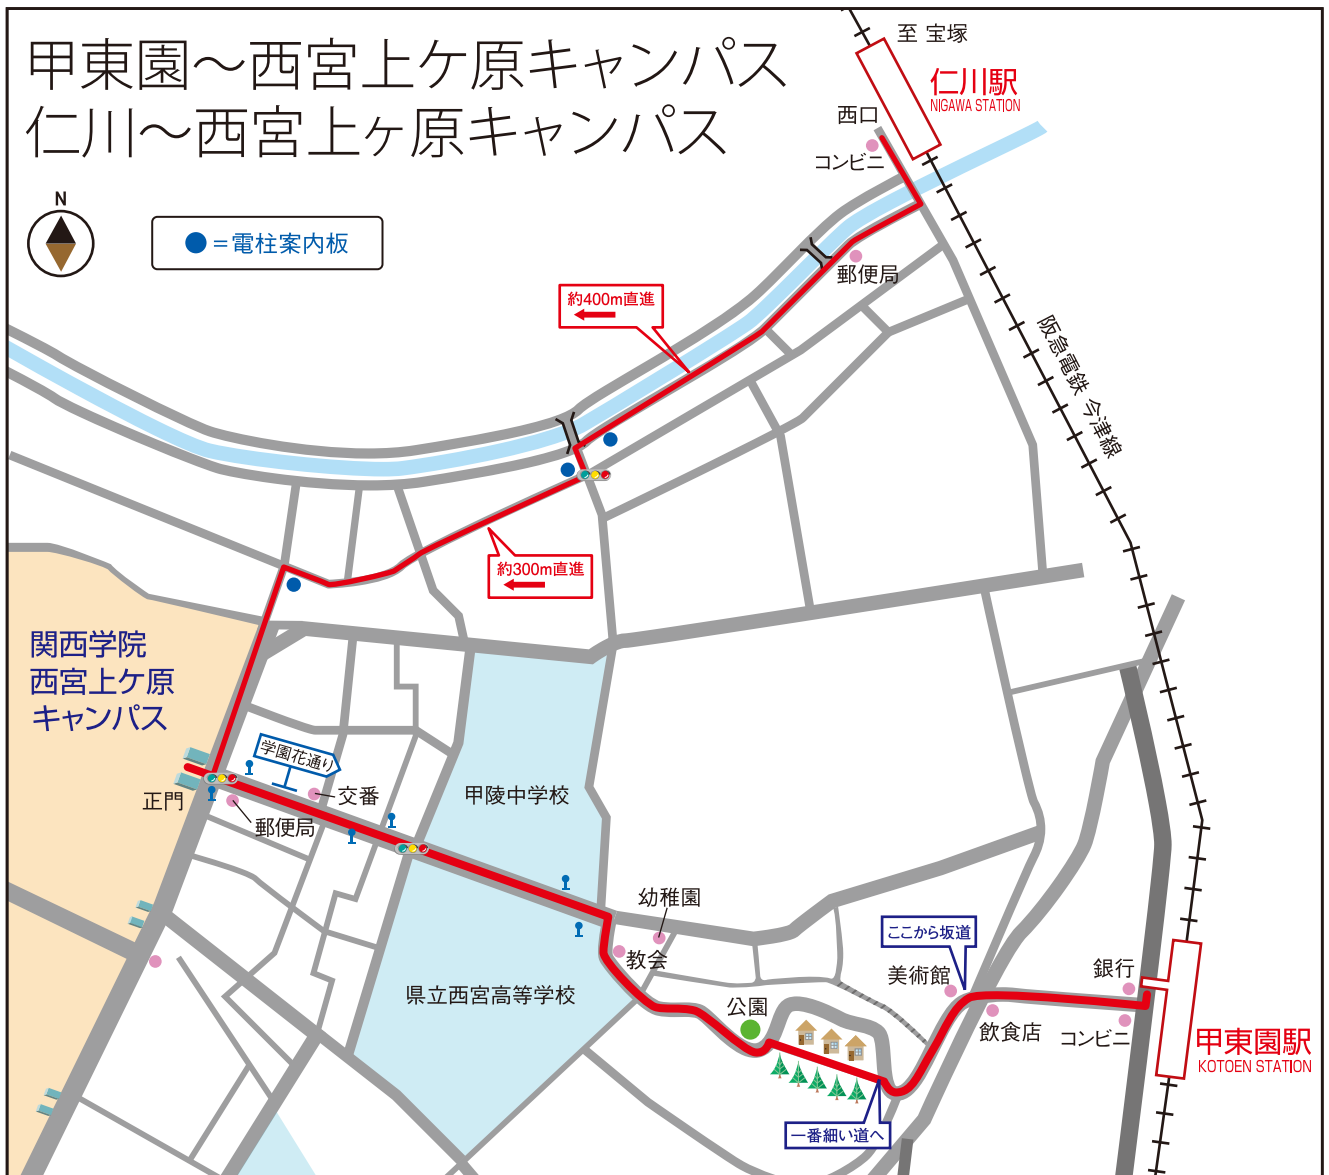 甲東園～西宮上ケ原キャンパス
仁川～西宮上ヶ原キャンパス
至 宝塚
仁川駅
NIGAWA STATION
西口
コンビニ
N
=電柱案内板
郵便局
約400m直進
阪急電鉄 今津線
約300m直進
関西学院
西宮上ケ原
キャンパス
学園花通り
正門
交番
郵便局
甲陵中学校
幼稚園
教会
ここから坂道
美術館
銀行
県立西宮高等学校
公園
飲食店
コンビニ
甲東園駅
KOTOEN STATION
一番細い道へ